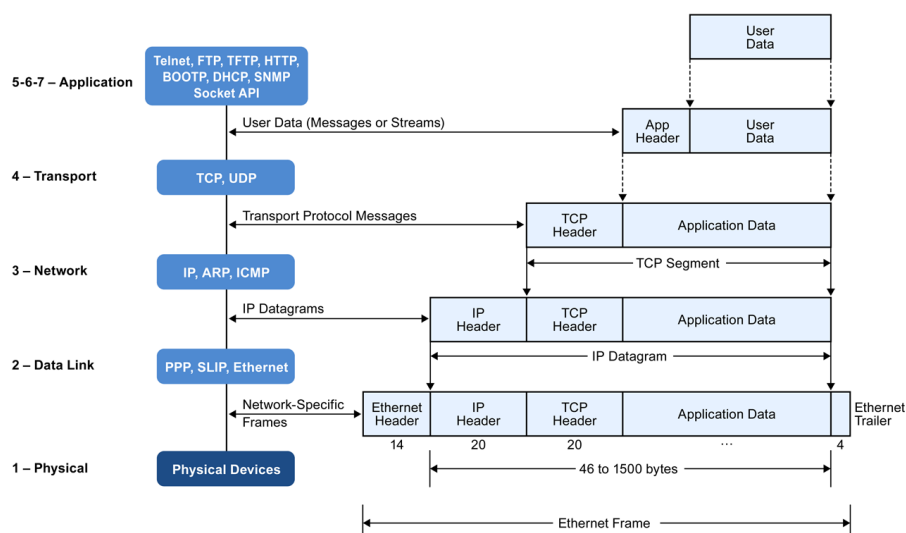 User
Data
Telnet, FTP, TFTP, HTTP,
BOOTP, DHCP, SNMP
Socket API
5-6-7 – Application
User Data (Messages or Streams)
App
Header
User
Data
4 – Transport
TCP, UDP
Transport Protocol Messages
TCP
Header
Application Data
TCP Segment
3 – Network
IP, ARP, ICMP
IP Datagrams
IP
Header
TCP
Header
Application Data
IP Datagram
2 – Data Link
PPP, SLIP, Ethernet
Network-Specific
Frames
Ethernet
Header
IP
Header
TCP
Header
Application Data
Ethernet
Trailer
14
20
20
...
4
1 – Physical
Physical Devices
46 to 1500 bytes
Ethernet Frame